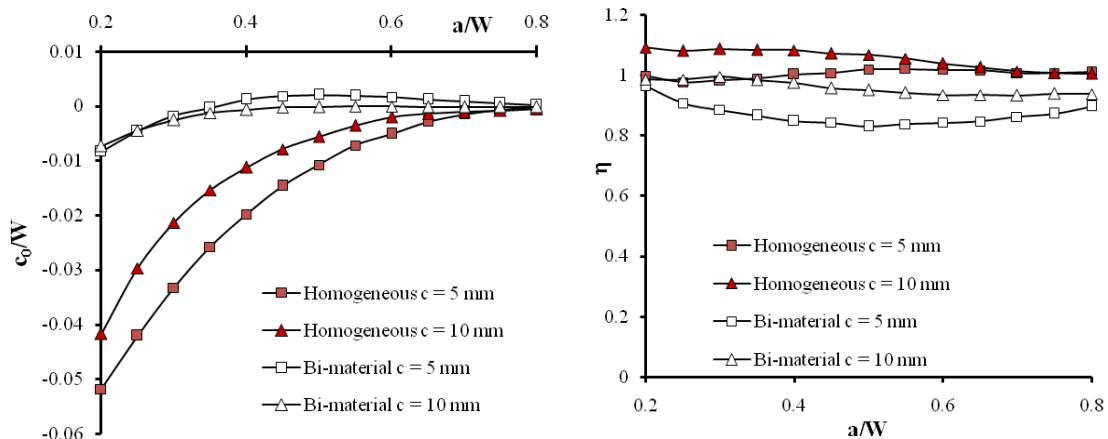 0.2 0.4 0.6 0.8
a/W
0.01
0
-0.01
-0.02
-0.03
-0.04
-0.05
-0.06
c₀/W
Homogeneous c = 5 mm
Homogeneous c = 10 mm
Bi-material c = 5 mm
Bi-material c = 10 mm
1.2
1
0.8
0.6
0.4
0.2
0
η
Homogeneous c = 5 mm
Homogeneous c = 10 mm
Bi-material c = 5 mm
Bi-material c = 10 mm
0.2 0.4 0.6 0.8
a/W